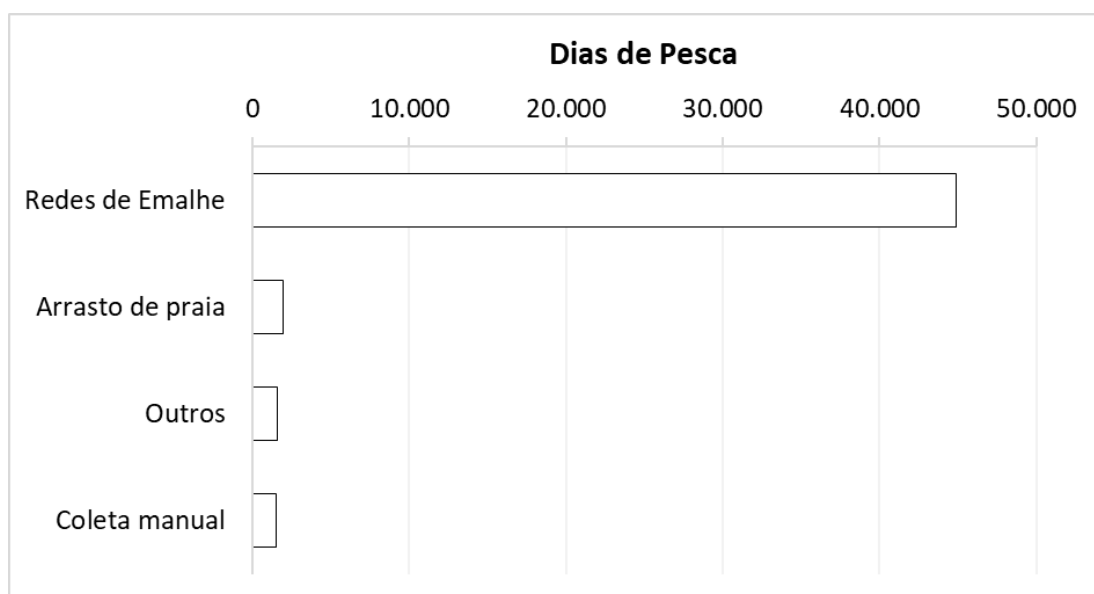 Dias de Pesca
0 10.000 20.000 30.000 40.000 50.000
Redes de Emalhe
Arrasto de praia
Outros
Coleta manual